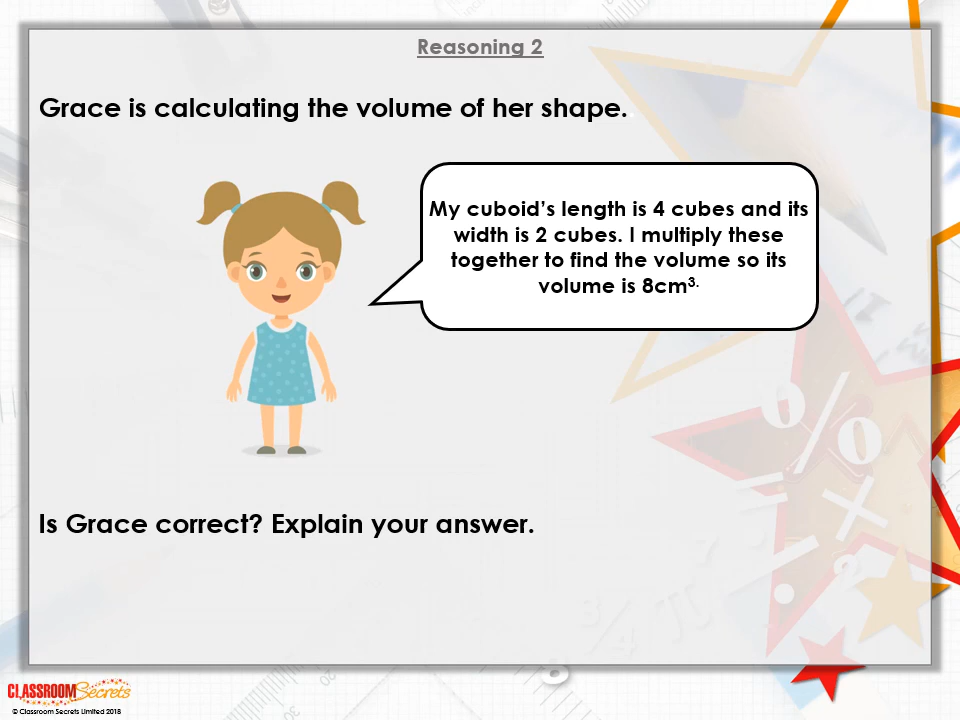 Reasoning 2
Grace is calculating the volume of her shape..
My cuboid's length is 4 cubes and its
width is 2 cubes. I multiply these
together to find the volume so its
volume is 8cm³.
Is Grace correct? Explain your answer.
CLASSROOM Secrets
© Classroom Secrets Limited 2018